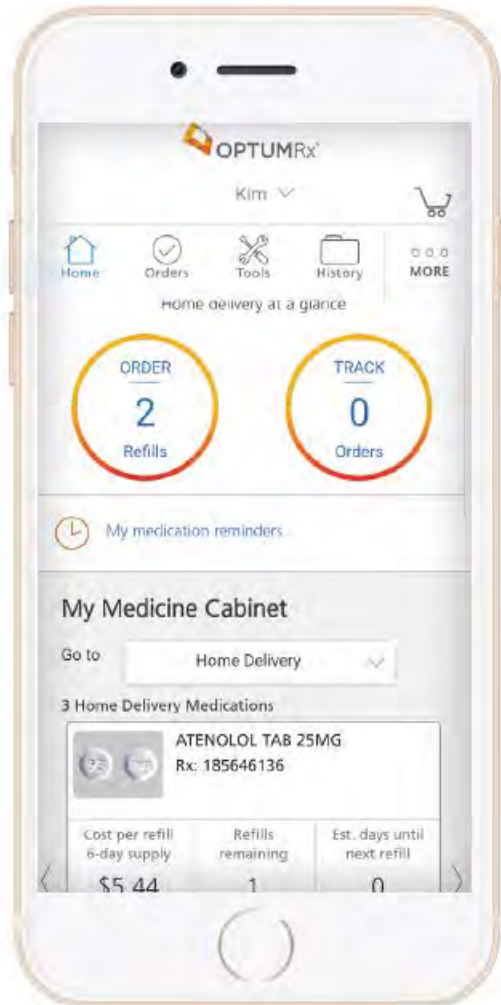 OPTUMRx®
Kim
Home
Orders
Tools
History
MORE
Home delivery at a glance
ORDER
2
Refills
TRACK
0
Orders
My medication reminders
My Medicine Cabinet
Go to
Home Delivery
3 Home Delivery Medications
ATENOLOL TAB 25MG
Rx: 185646136
Cost per refill
6-day supply
$5.44
Refills
remaining
1
Est. days until
next refill
0